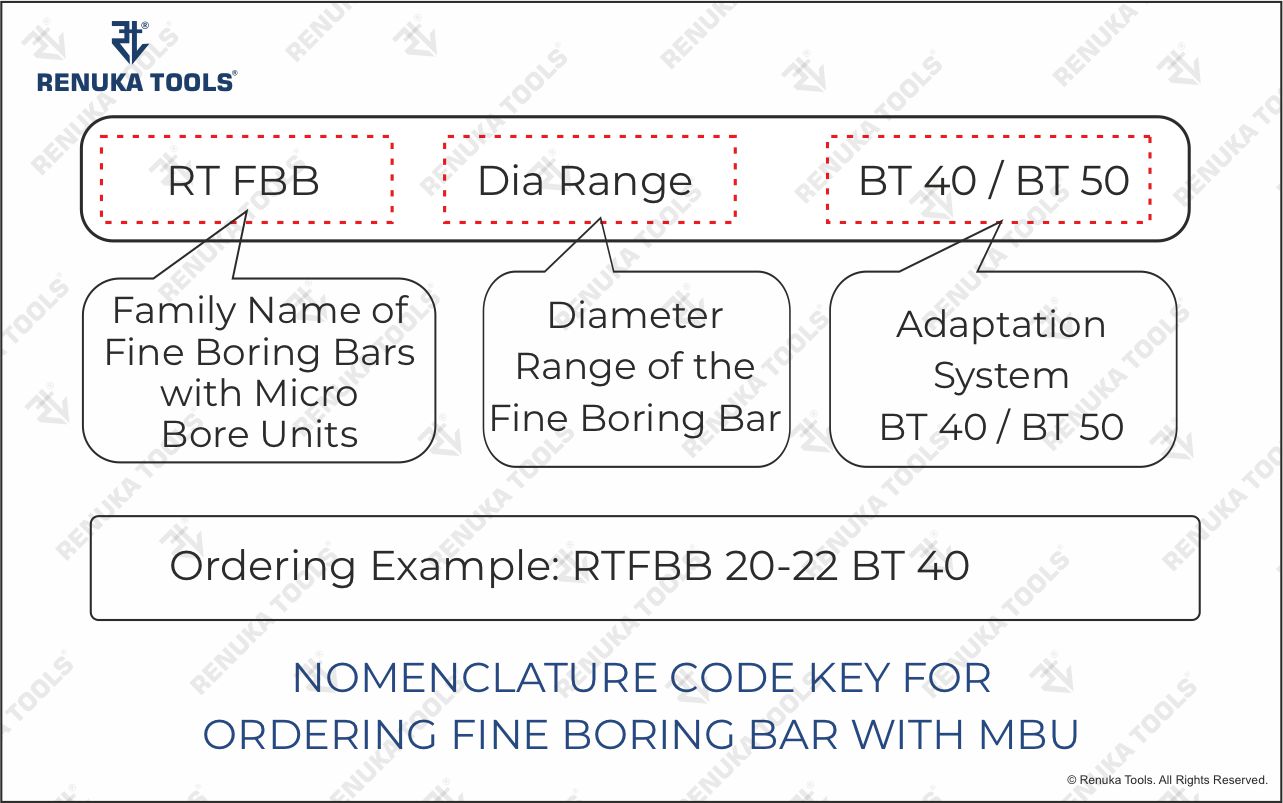 RENUKA TOOLS®
RT FBB
Dia Range
BT 40 / BT 50
Family Name of
Fine Boring Bars
with Micro
Bore Units
Diameter
Range of the
Fine Boring Bar
Adaptation
System
BT 40 / BT 50
Ordering Example: RTFBB 20-22 BT 40
NOMENCLATURE CODE KEY FOR
ORDERING FINE BORING BAR WITH MBU
© Renuka Tools. All Rights Reserved.